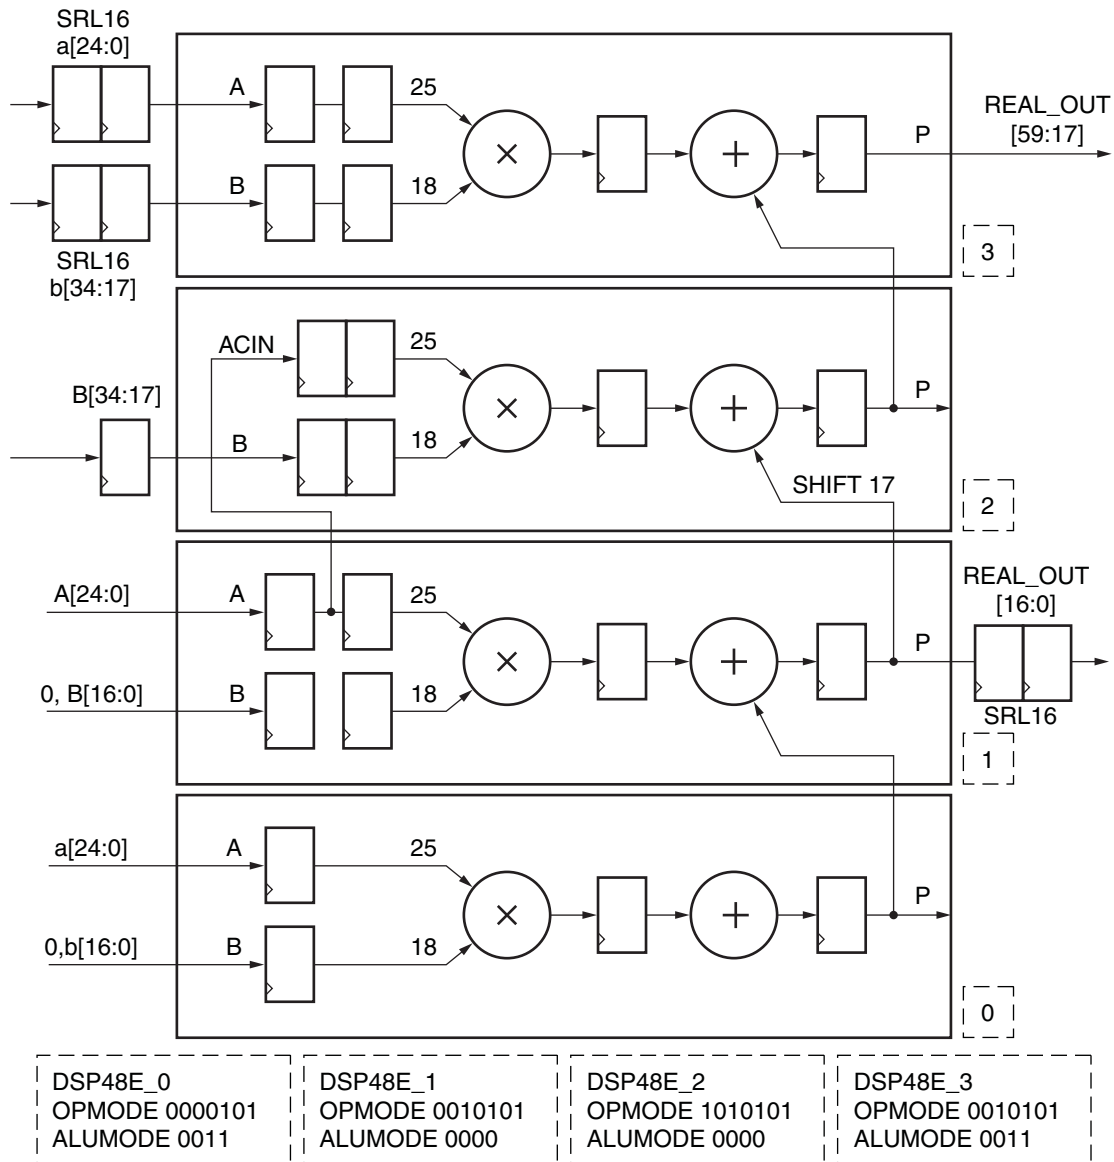 SRL16
a[24:0]
A
25
×
+
P
REAL_OUT
[59:17]
B
18
SRL16
b[34:17]
3
ACIN
25
B[34:17]
B
18
×
+
P
SHIFT 17
2
A[24:0]
A
25
×
+
P
REAL_OUT
[16:0]
0, B[16:0]
B
18
SRL16
1
a[24:0]
A
25
×
+
P
0,b[16:0]
B
18
0
DSP48E_0
OPMODE 0000101
ALUMODE 0011
DSP48E_1
OPMODE 0010101
ALUMODE 0000
DSP48E_2
OPMODE 1010101
ALUMODE 0000
DSP48E_3
OPMODE 0010101
ALUMODE 0011